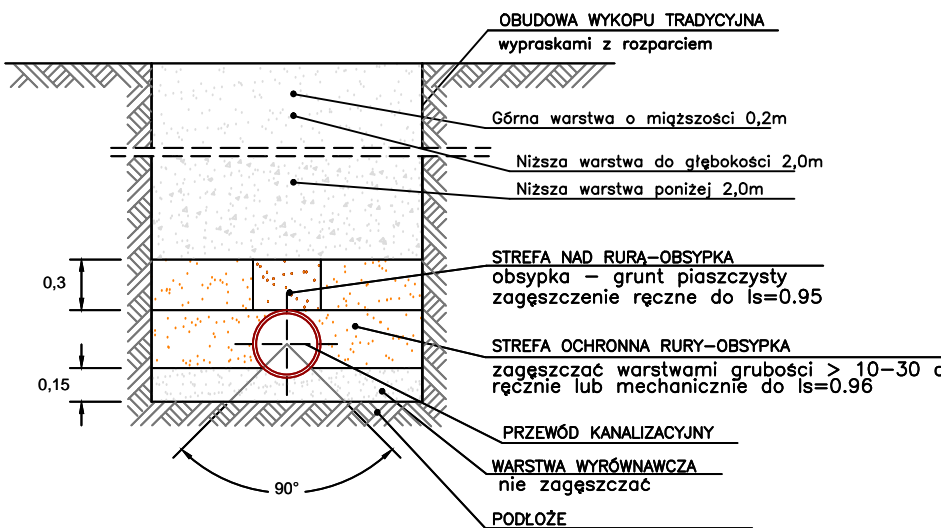 OBUDOWA WYKOPU TRADYCYJNA
wypraskami z rozparciem
Górna warstwa o miąższości 0,2m
Niższa warstwa do głębokości 2,0m
Niższa warstwa poniżej 2,0m
STREFA NAD RURĄ-OBSYPKA
obsypka – grunt piaszczysty
zagęszczenie ręczne do Is=0.95
0,3
STREFA OCHRONNA RURY-OBSYPKA
zagęszczać warstwami grubości > 10-30 c
ręcznie lub mechanicznie do Is=0.96
0,15
PRZEWÓD KANALIZACYJNY
WARSTWA WYRÓWNAWCZA
nie zagęszczać
90°
PODŁOŻE